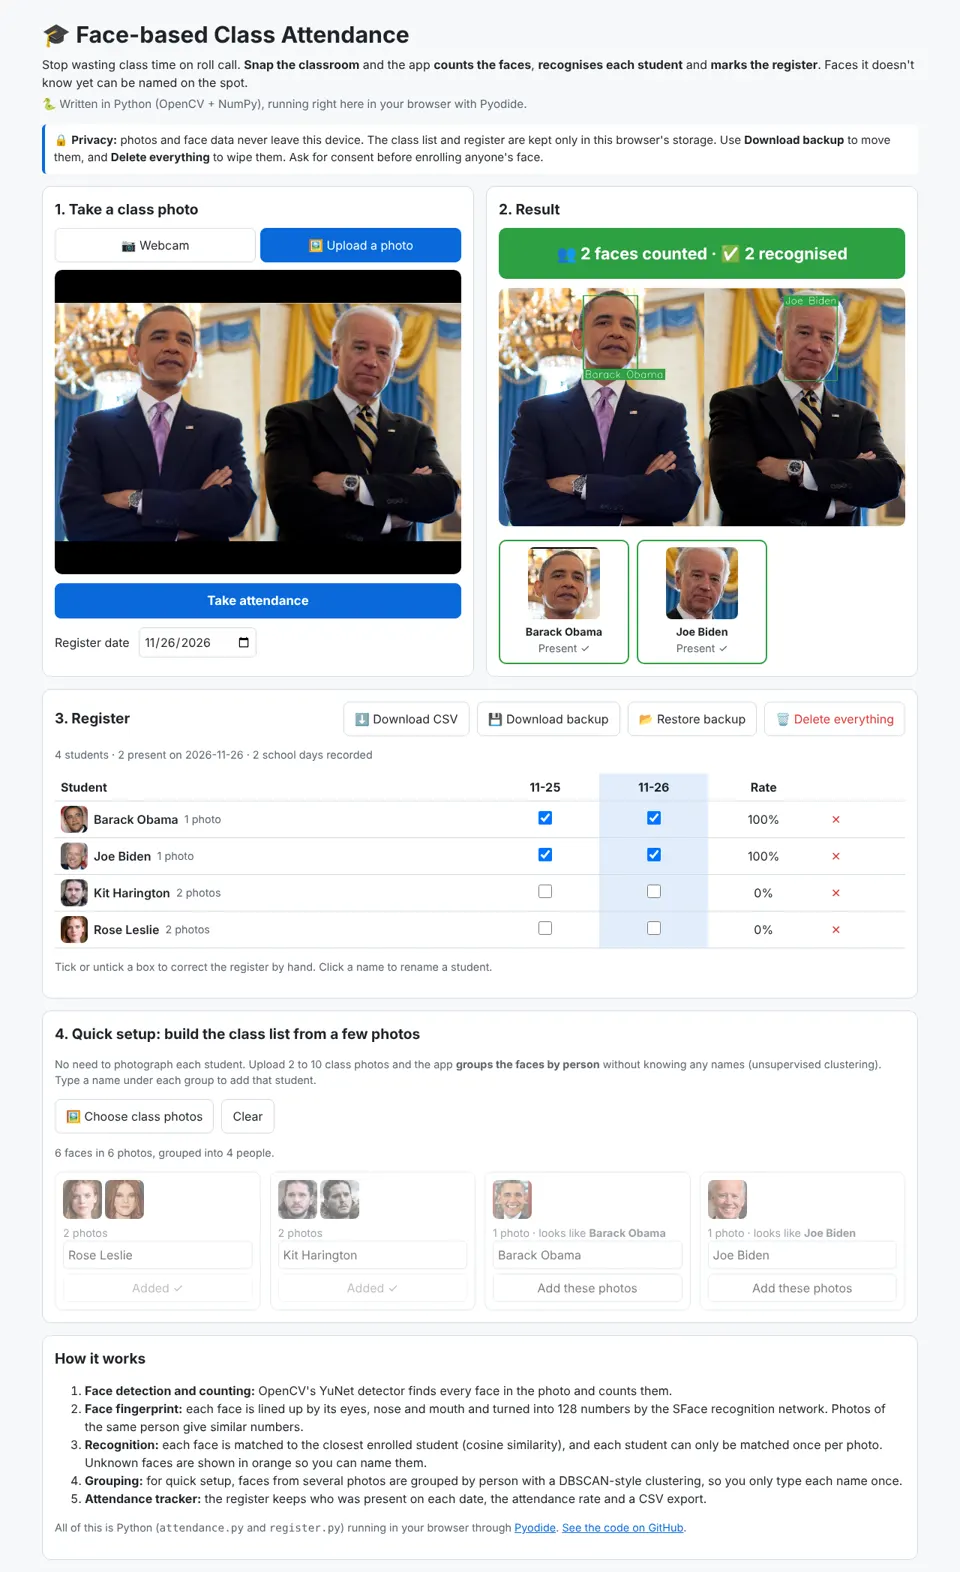 🎓 Face-based Class Attendance
Stop wasting class time on roll call. Snap the classroom and the app counts the faces, recognises each student and marks the register. Faces it doesn't
know yet can be named on the spot.
🐍 Written in Python (OpenCV + NumPy), running right here in your browser with Pyodide.
🔒 Privacy: photos and face data never leave this device. The class list and register are kept only in this browser's storage. Use Download backup to move
them, and Delete everything to wipe them. Ask for consent before enrolling anyone's face.
1. Take a class photo
📷 Webcam
🖼️ Upload a photo
Take attendance
Register date 11/26/2026
2. Result
👥 2 faces counted · ✅ 2 recognised
Joe Biden
Barack Obama
Barack Obama
Present ✓
Joe Biden
Present ✓
3. Register
⬇️ Download CSV
💾 Download backup
📂 Restore backup
🗑️ Delete everything
4 students · 2 present on 2026-11-26 · 2 school days recorded
Student 11-25 11-26 Rate
Barack Obama 1 photo 100% ✕
Joe Biden 1 photo 100% ✕
Kit Harington 2 photos 0% ✕
Rose Leslie 2 photos 0% ✕
Tick or untick a box to correct the register by hand. Click a name to rename a student.
4. Quick setup: build the class list from a few photos
No need to photograph each student. Upload 2 to 10 class photos and the app groups the faces by person without knowing any names (unsupervised clustering).
Type a name under each group to add that student.
🖼️ Choose class photos
Clear
6 faces in 6 photos, grouped into 4 people.
2 photos
Rose Leslie
Added ✓
2 photos
Kit Harington
Added ✓
1 photo · looks like Barack Obama
Barack Obama
Add these photos
1 photo · looks like Joe Biden
Joe Biden
Add these photos
How it works
1. Face detection and counting: OpenCV's YuNet detector finds every face in the photo and counts them.
2. Face fingerprint: each face is lined up by its eyes, nose and mouth and turned into 128 numbers by the SFace recognition network. Photos of
the same person give similar numbers.
3. Recognition: each face is matched to the closest enrolled student (cosine similarity), and each student can only be matched once per photo.
Unknown faces are shown in orange so you can name them.
4. Grouping: for quick setup, faces from several photos are grouped by person with a DBSCAN-style clustering, so you only type each name once.
5. Attendance tracker: the register keeps who was present on each date, the attendance rate and a CSV export.
All of this is Python (attendance.py and register.py) running in your browser through Pyodide. See the code on GitHub.